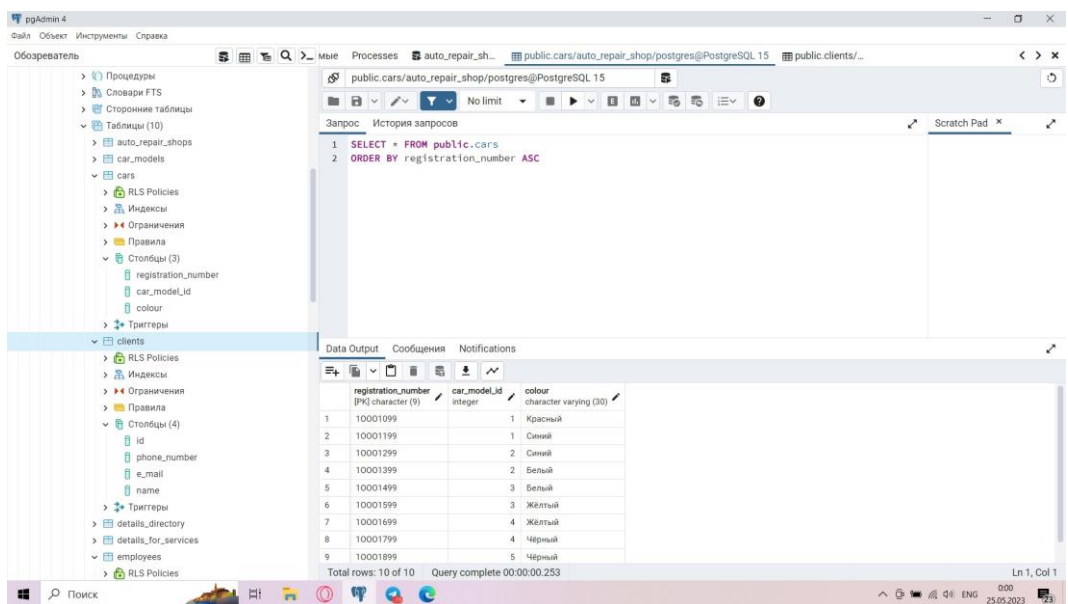 pgAdmin 4
Файл Объект Инструменты Справка
Обозреватель
мые Processes auto_repair_sh... public.cars/auto_repair_shop/postgres@PostgreSQL 15 public.clients/...
Процедуры
Словари FTS
Сторонние таблицы
Таблицы (10)
auto_repair_shops
car_models
cars
RLS Policies
Индексы
Ограничения
Правила
Столбцы (3)
registration_number
car_model_id
colour
Триггеры
clients
RLS Policies
Индексы
Ограничения
Правила
Столбцы (4)
id
phone_number
e_mail
name
Триггеры
details_directory
details_for_services
employees
RLS Policies
public.cars/auto_repair_shop/postgres@PostgreSQL 15
No limit
Запрос История запросов
Scratch Pad
1 SELECT * FROM public.cars
2 ORDER BY registration_number ASC
Data Output Сообщения Notifications
registration_number car_model_id colour
[PK] character (9) integer character varying (30)
1 10001099 1 Красный
2 10001199 1 Синий
3 10001299 2 Синий
4 10001399 2 Белый
5 10001499 3 Белый
6 10001599 3 Жёлтый
7 10001699 4 Жёлтый
8 10001799 4 Чёрный
9 10001899 5 Чёрный
Total rows: 10 of 10 Query complete 00:00:00.253 Ln 1, Col 1
Поиск
ENG
0:00
25.05.2023
23